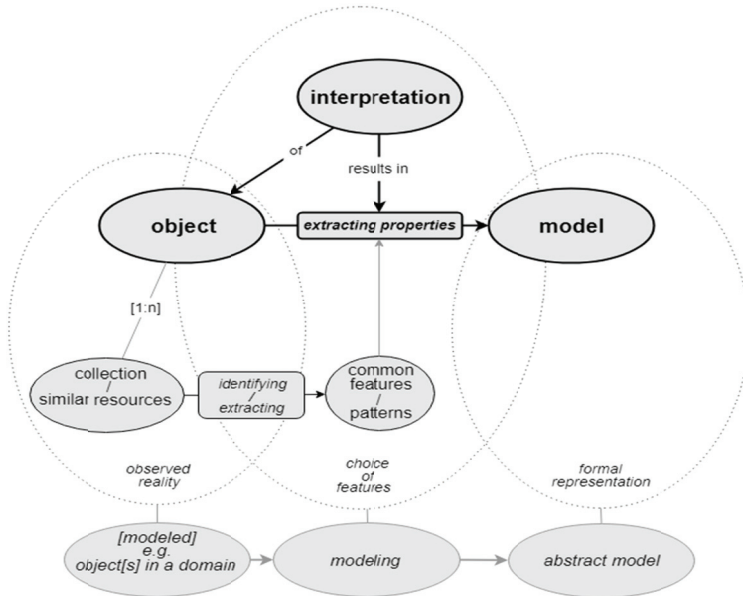 interpretation
of
results in
object
extracting properties
model
[1:n]
collection
/
similar resources
identifying
/
extracting
common
features
/
patterns
observed
reality
choice
of
features
formal
representation
[modeled]
e.g.
object[s] in a domain
modeling
abstract model